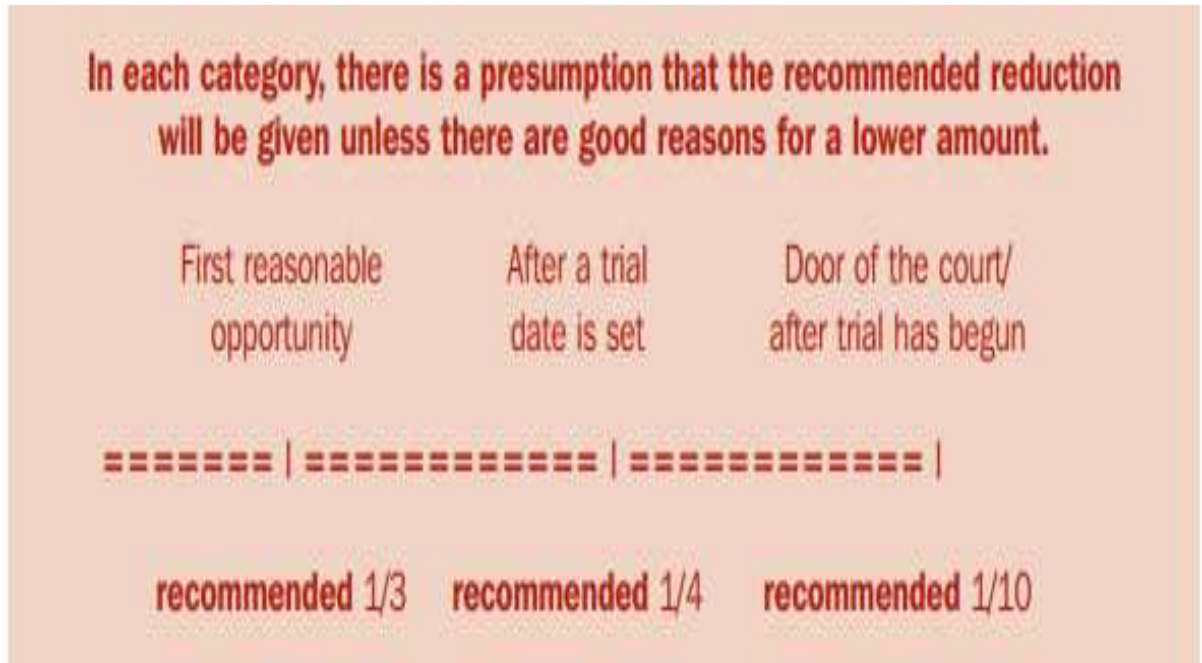 In each category, there is a presumption that the recommended reduction
will be given unless there are good reasons for a lower amount.
First reasonable
opportunity
After a trial
date is set
Door of the court/
after trial has begun
======= | ============ | ============ |
recommended 1/3 recommended 1/4 recommended 1/10